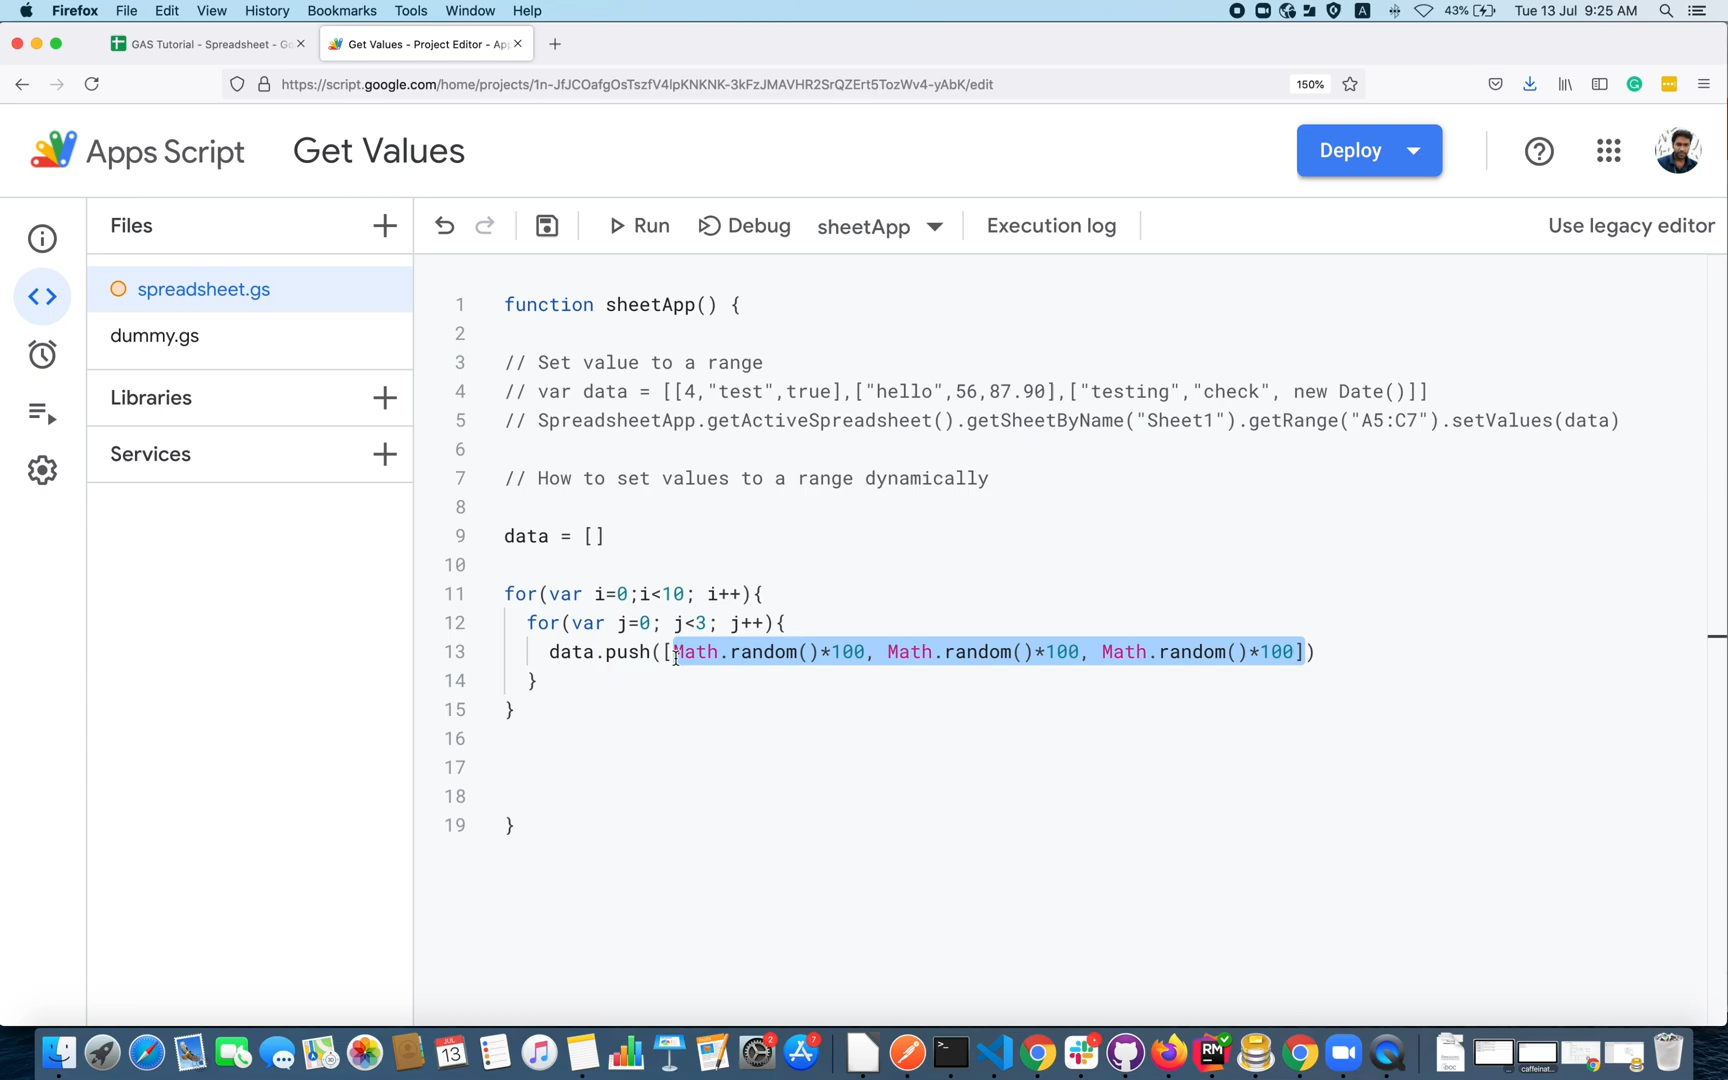 Firefox File Edit View History Bookmarks Tools Window Help 43% Tue 13 Jul 9:25 AM
GAS Tutorial - Spreadsheet - Go Get Values - Project Editor - Ap
https://script.google.com/home/projects/1n-JfJCOafgOsTszfV4lpKNKNK-3kFzJMAVHR2SrQZErt5TozWv4-yAbK/edit 150%
Apps Script Get Values Deploy
Files Run Debug sheetApp Execution log Use legacy editor
spreadsheet.gs
dummy.gs
Libraries
Services
1 function sheetApp() {
2
3 // Set value to a range
4 // var data = [[4,"test",true],["hello",56,87.90],["testing","check", new Date()]]
5 // SpreadsheetApp.getActiveSpreadsheet().getSheetByName("Sheet1").getRange("A5:C7").setValues(data)
6
7 // How to set values to a range dynamically
8
9 data = []
10
11 for(var i=0;i<10; i++){
12 for(var j=0; j<3; j++){
13 data.push([Math.random()*100, Math.random()*100, Math.random()*100])
14 }
15 }
16
17
18
19 }